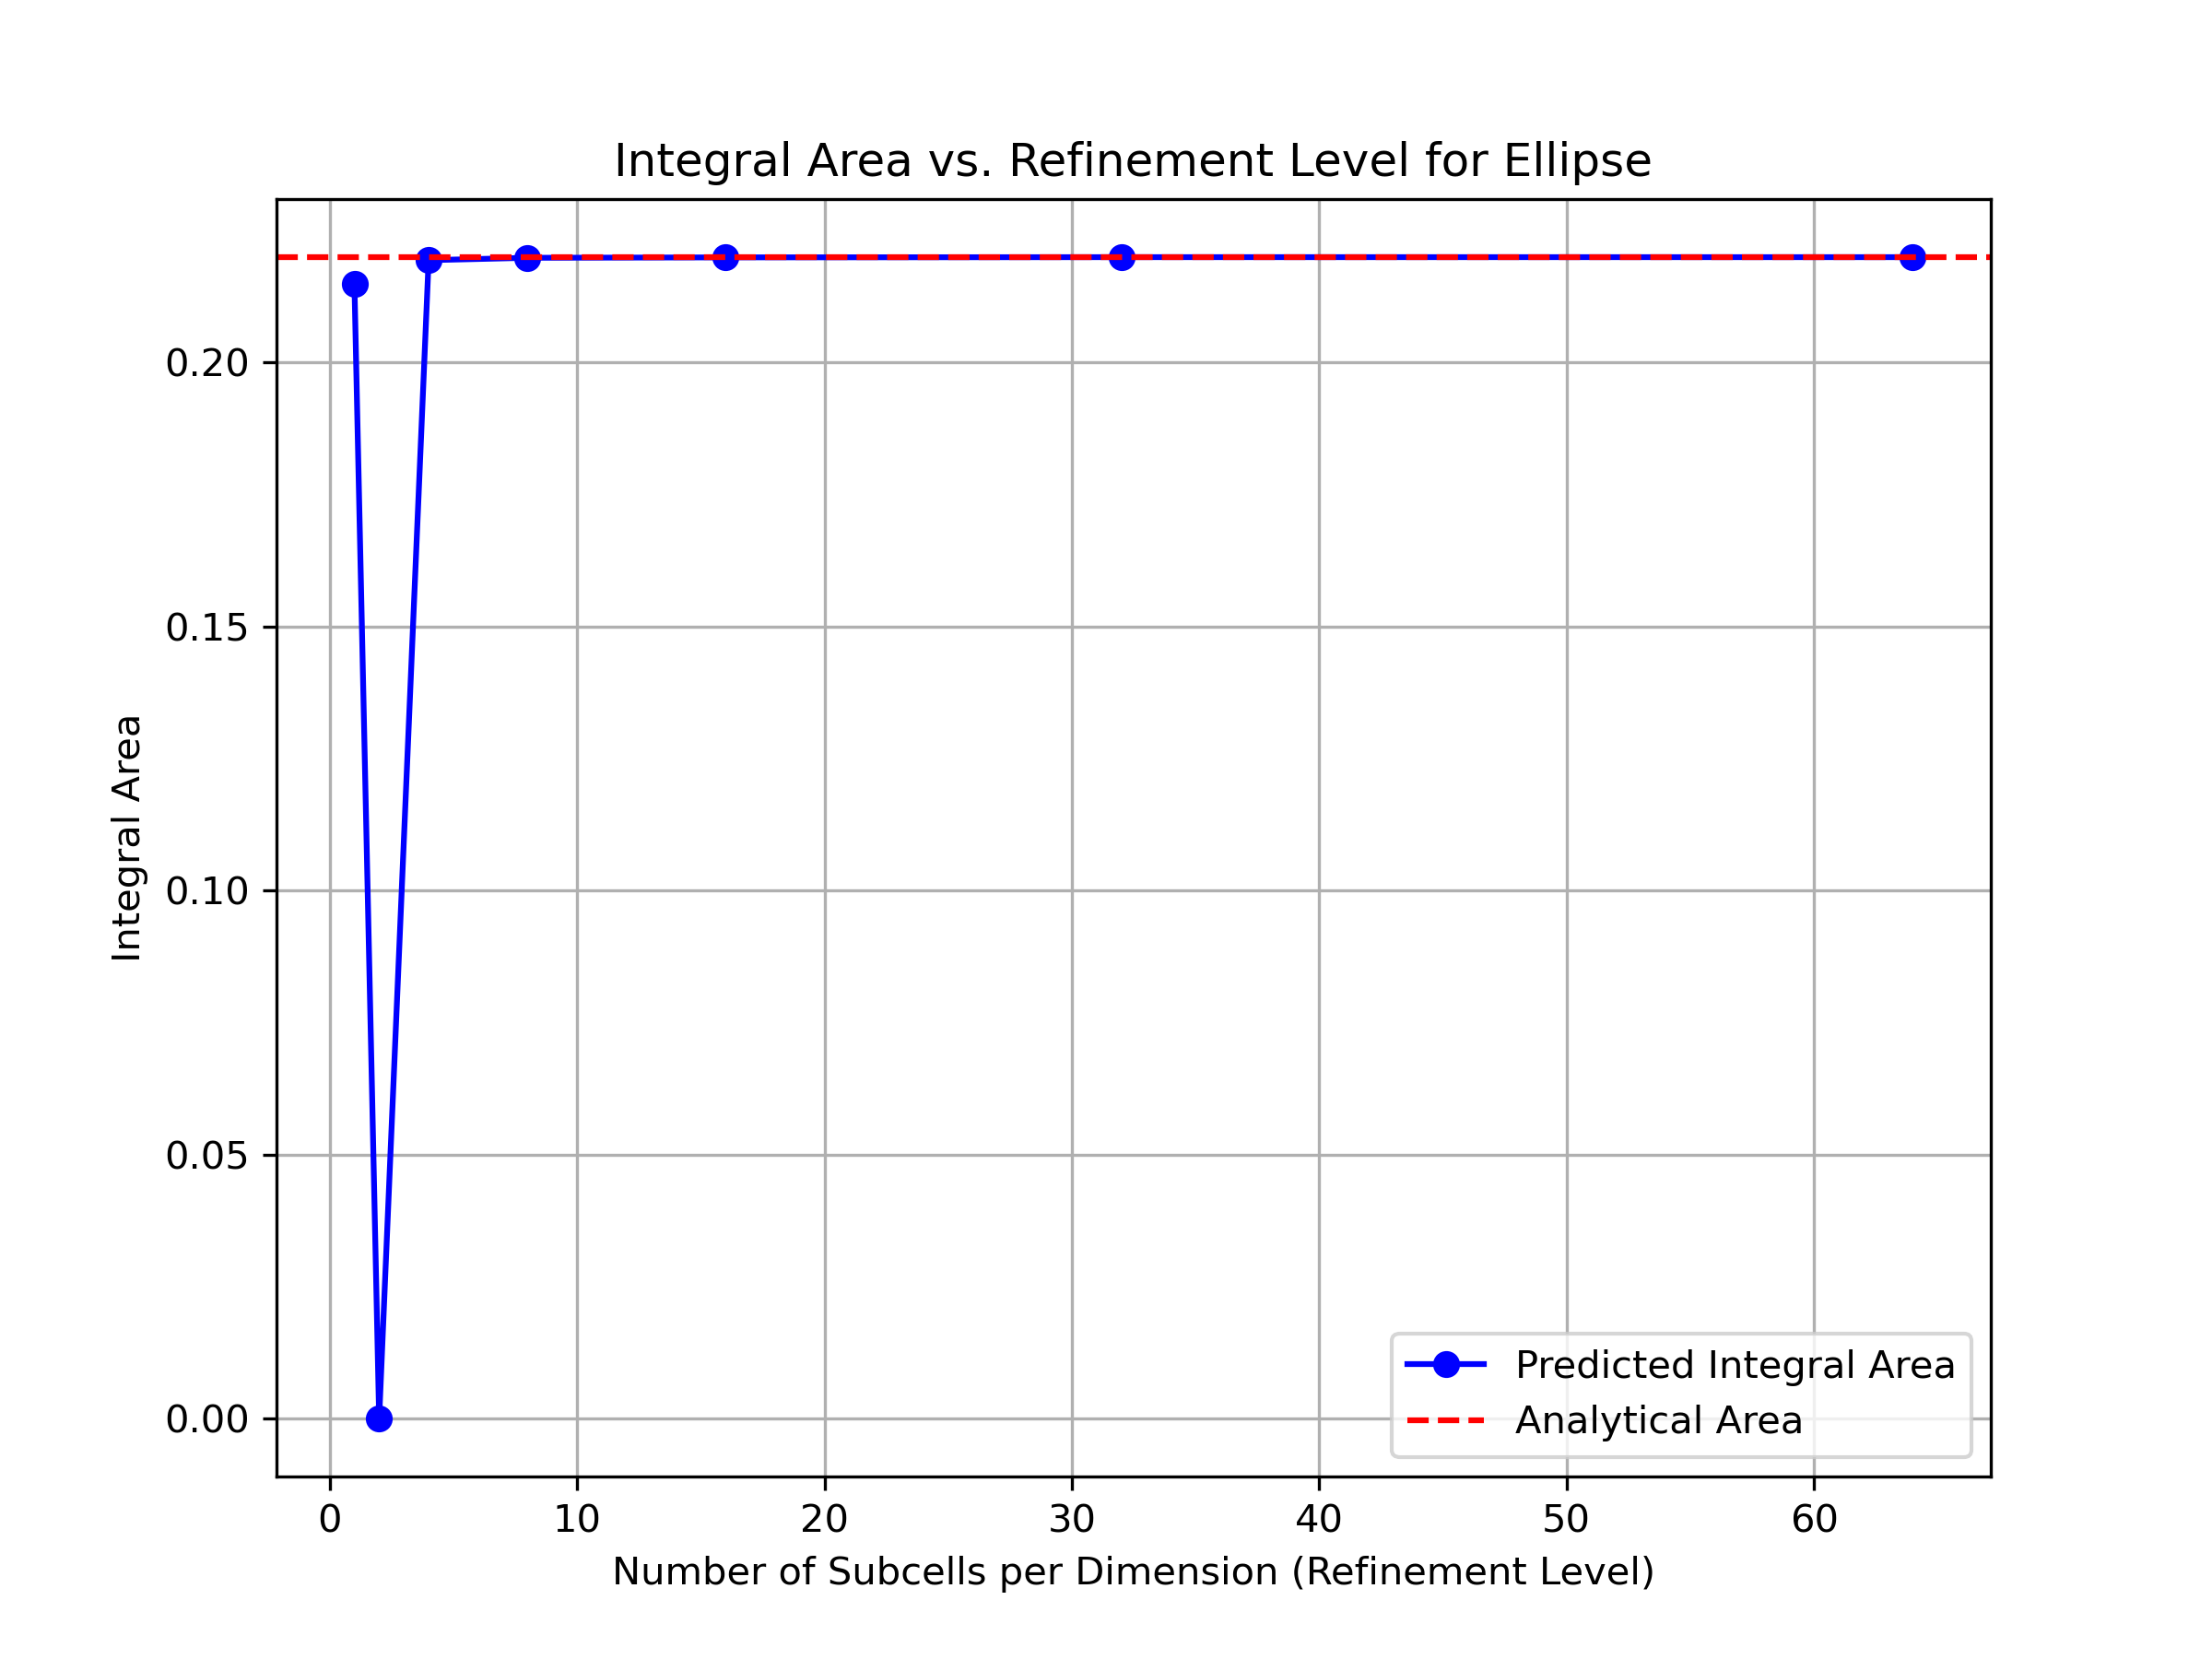 Integral Area vs. Refinement Level for Ellipse
0.20
0.15
0.10
0.05
0.00
Integral Area
Predicted Integral Area
Analytical Area
0 10 20 30 40 50 60
Number of Subcells per Dimension (Refinement Level)